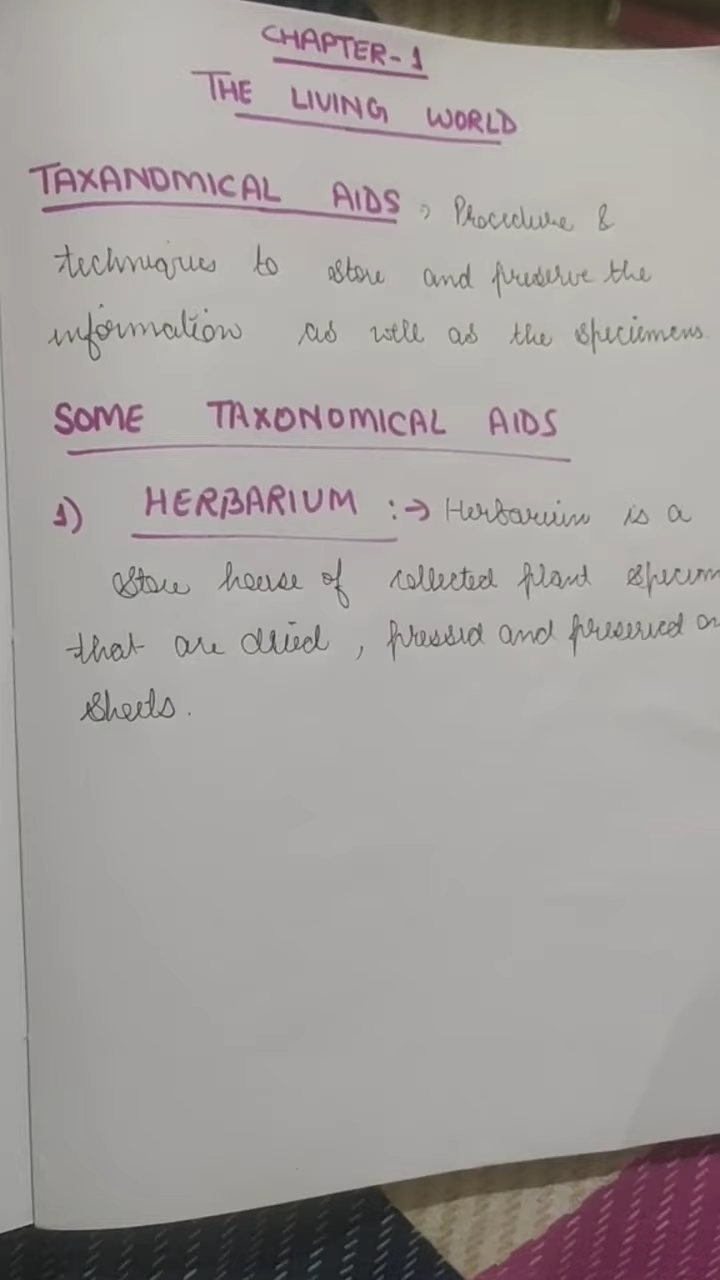 CHAPTER-1
THE LIVING WORLD
TAXANOMICAL AIDS, Procedure &
techniques to store and preserve the
information as well as the specimens.
SOME TAXONOMICAL AIDS
1) HERBARIUM :→ Herbarium is a
store house of collected plant specim
that are dried, pressed and preserved on
sheets.